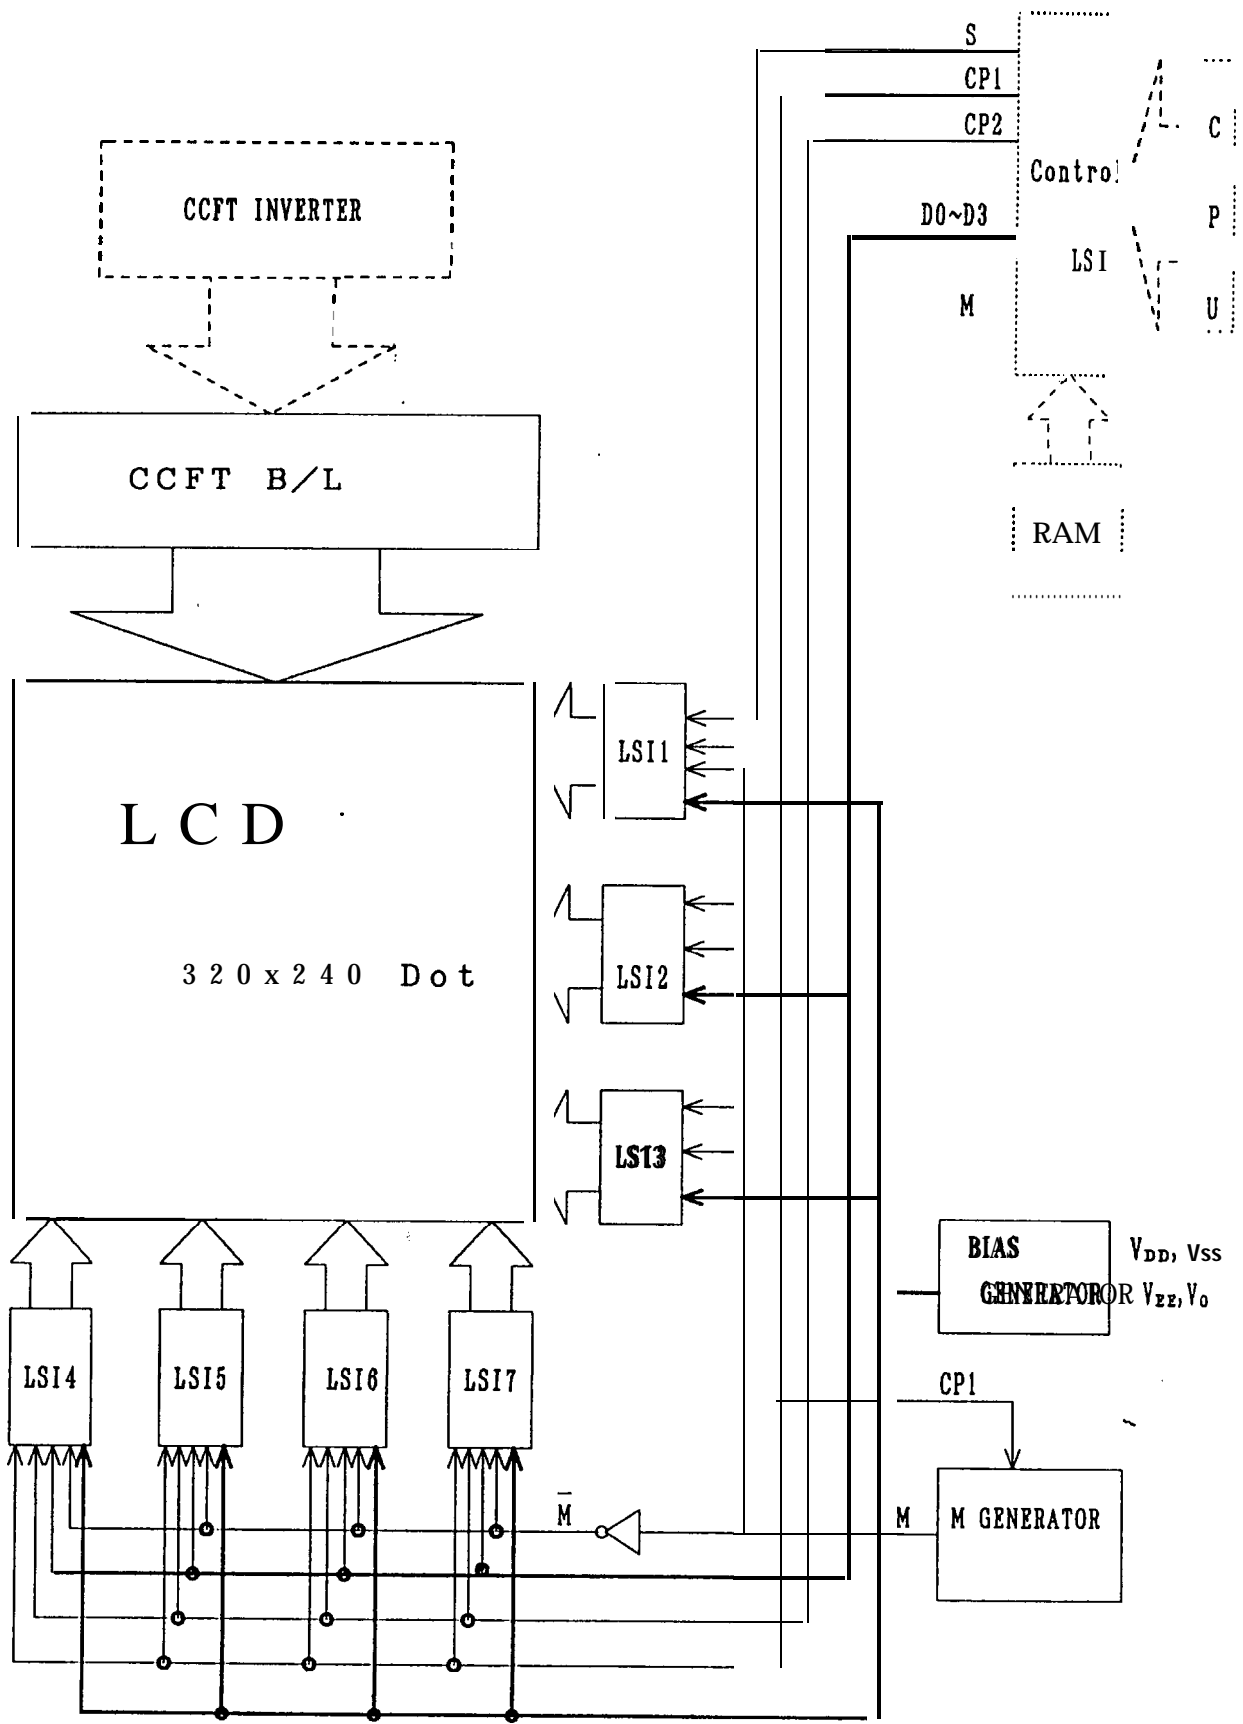 S
CP1
CP2
CCFT INVERTER
Control
LSI
C
P
U
D0~D3
M
CCFT B/L
RAM
LSI1
LCD
320x240 Dot
LSI2
LSI3
BIAS
GENERATOR
VDD, VSS
VEE, V0
LSI4
LSI5
LSI6
LSI7
CP1
M̅
M
M GENERATOR